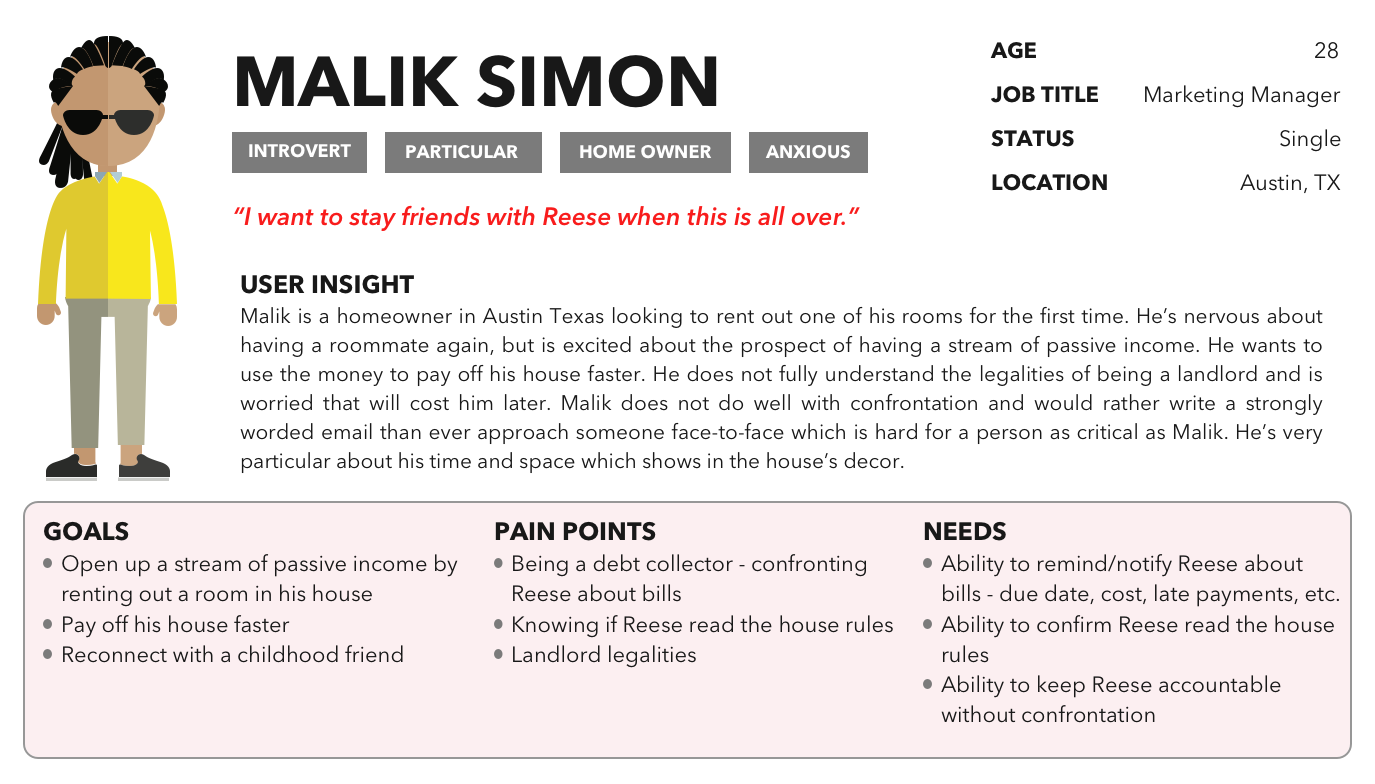 MALIK SIMON
INTROVERT
PARTICULAR
HOME OWNER
ANXIOUS
“I want to stay friends with Reese when this is all over.”
AGE 28
JOB TITLE Marketing Manager
STATUS Single
LOCATION Austin, TX
USER INSIGHT
Malik is a homeowner in Austin Texas looking to rent out one of his rooms for the first time. He’s nervous about
having a roommate again, but is excited about the prospect of having a stream of passive income. He wants to
use the money to pay off his house faster. He does not fully understand the legalities of being a landlord and is
worried that will cost him later. Malik does not do well with confrontation and would rather write a strongly
worded email than ever approach someone face-to-face which is hard for a person as critical as Malik. He’s very
particular about his time and space which shows in the house’s decor.
GOALS
• Open up a stream of passive income by
renting out a room in his house
• Pay off his house faster
• Reconnect with a childhood friend
PAIN POINTS
• Being a debt collector - confronting
Reese about bills
• Knowing if Reese read the house rules
• Landlord legalities
NEEDS
• Ability to remind/notify Reese about
bills - due date, cost, late payments, etc.
• Ability to confirm Reese read the house
rules
• Ability to keep Reese accountable
without confrontation